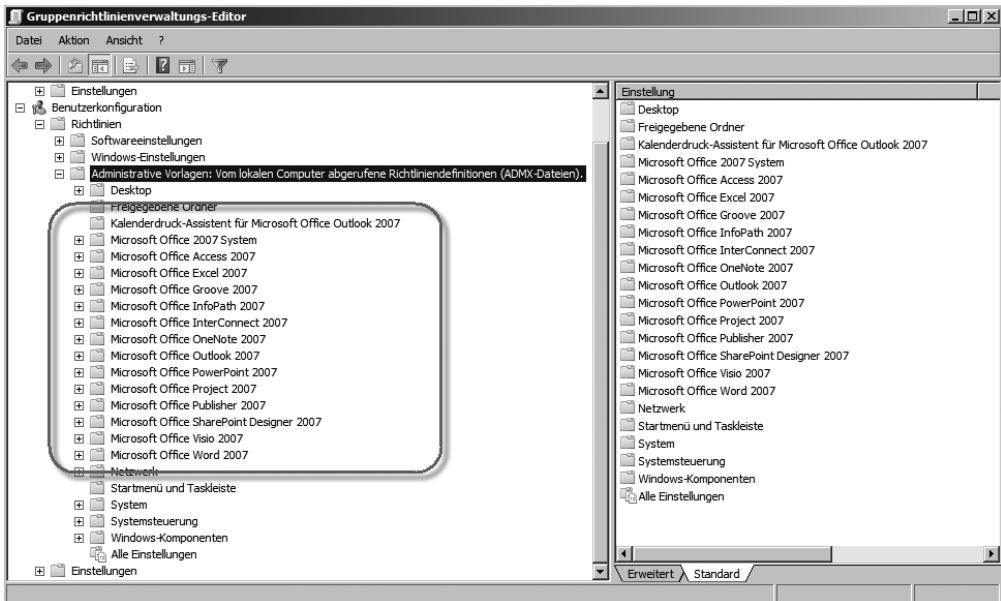 Gruppenrichtlinienverwaltungs-Editor
Datei Aktion Ansicht ?
Einstellungen
Benutzerkonfiguration
Richtlinien
Softwareeinstellungen
Windows-Einstellungen
Administrative Vorlagen: Vom lokalen Computer abgerufene Richtliniendefinitionen (ADMX-Dateien).
Desktop
Freigegebene Ordner
Kalenderdruck-Assistent für Microsoft Office Outlook 2007
Microsoft Office 2007 System
Microsoft Office Access 2007
Microsoft Office Excel 2007
Microsoft Office Groove 2007
Microsoft Office InfoPath 2007
Microsoft Office InterConnect 2007
Microsoft Office OneNote 2007
Microsoft Office Outlook 2007
Microsoft Office PowerPoint 2007
Microsoft Office Project 2007
Microsoft Office Publisher 2007
Microsoft Office SharePoint Designer 2007
Microsoft Office Visio 2007
Microsoft Office Word 2007
Netzwerk
Startmenü und Taskleiste
System
Systemsteuerung
Windows-Komponenten
Alle Einstellungen
Einstellungen
Einstellung
Desktop
Freigegebene Ordner
Kalenderdruck-Assistent für Microsoft Office Outlook 2007
Microsoft Office 2007 System
Microsoft Office Access 2007
Microsoft Office Excel 2007
Microsoft Office Groove 2007
Microsoft Office InfoPath 2007
Microsoft Office InterConnect 2007
Microsoft Office OneNote 2007
Microsoft Office Outlook 2007
Microsoft Office PowerPoint 2007
Microsoft Office Project 2007
Microsoft Office Publisher 2007
Microsoft Office SharePoint Designer 2007
Microsoft Office Visio 2007
Microsoft Office Word 2007
Netzwerk
Startmenü und Taskleiste
System
Systemsteuerung
Windows-Komponenten
Alle Einstellungen
Erweitert Standard